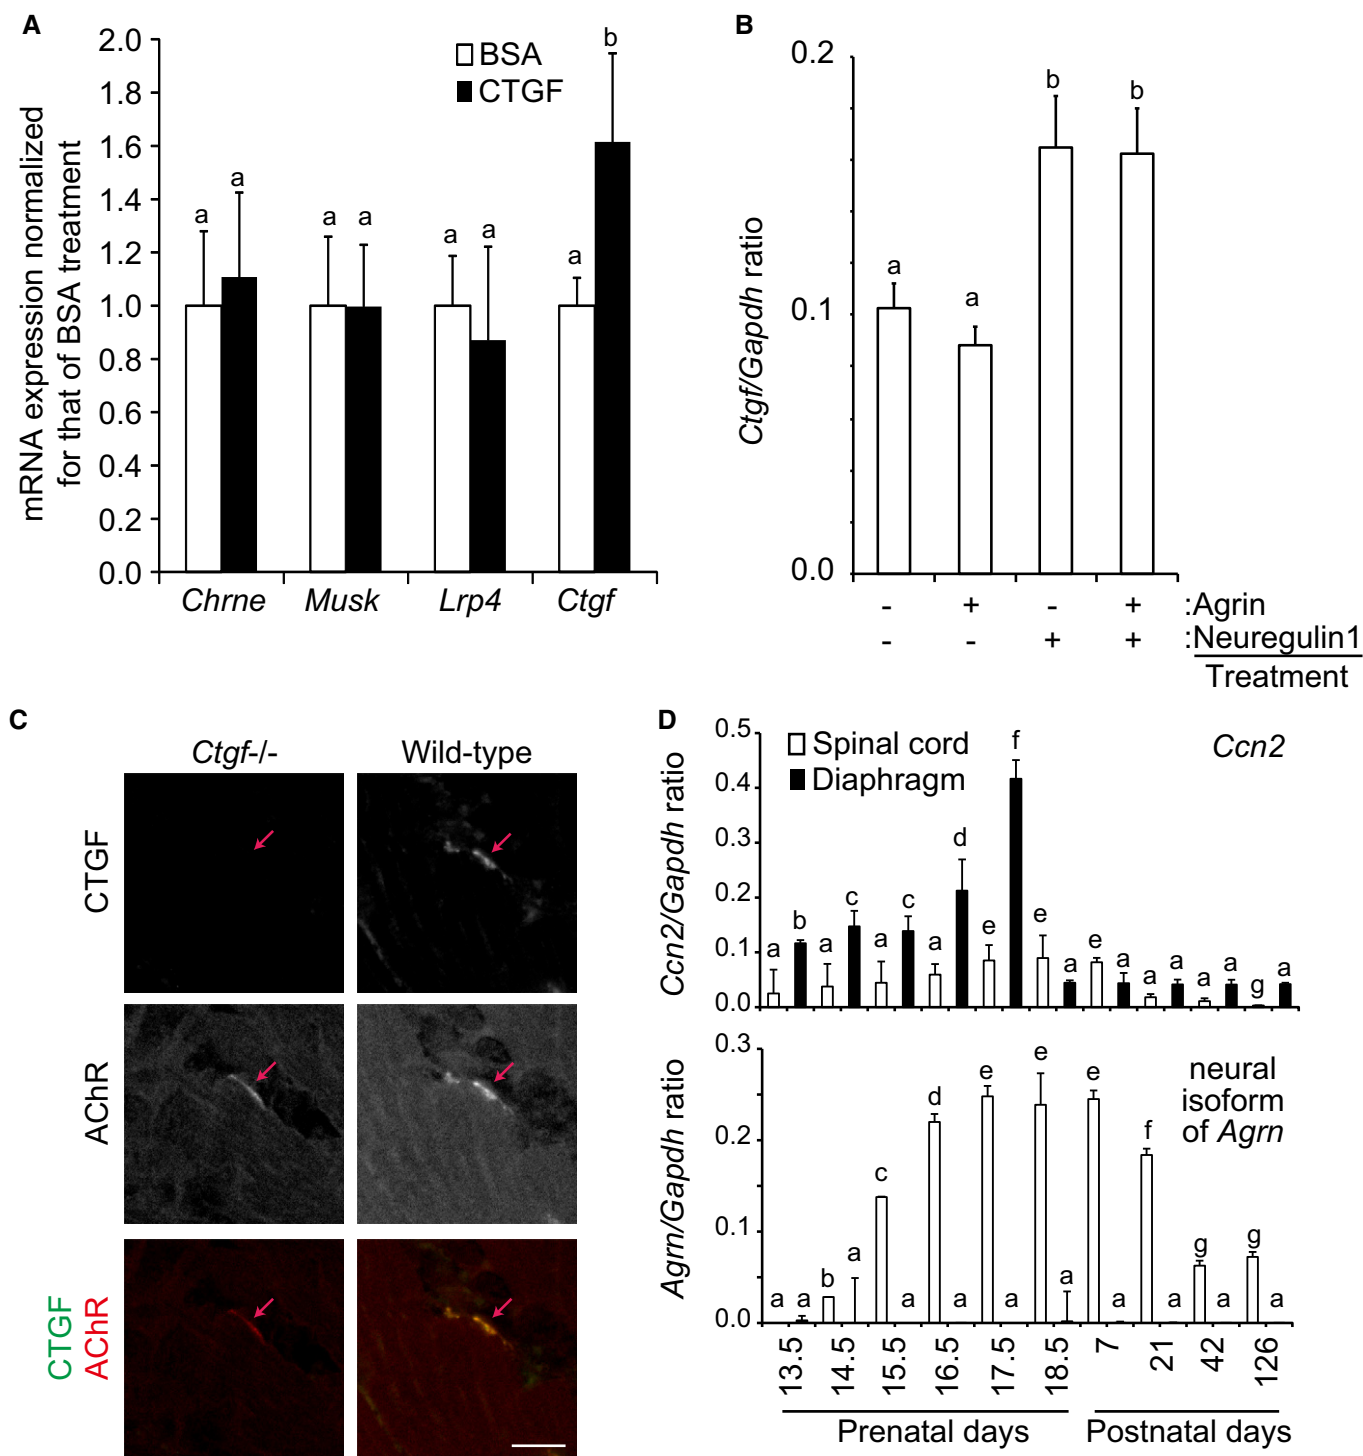 A
mRNA expression normalized
for that of BSA treatment
2.0
1.8
1.6
1.4
1.2
1.0
0.8
0.6
0.4
0.2
0.0
BSA
CTGF
a a a a a a a b
Chrne Musk Lrp4 Ctgf
B
Ctgf/Gapdh ratio
0.2
0.1
0.0
a a b b
- + - + :Agrin
- - + + :Neuregulin1
Treatment
C
Ctgf-/- Wild-type
CTGF
AChR
CTGF
AChR
D
Ccn2/Gapdh ratio
0.5
0.4
0.3
0.2
0.1
0.0
Spinal cord
Diaphragm
Ccn2
a b a c a c a d e f e a e a a a a a g a
Agrn/Gapdh ratio
0.3
0.2
0.1
0.0
neural
isoform
of Agrn
a a b a c a d a e a e a e a f a g a g a
13.5 14.5 15.5 16.5 17.5 18.5 7 21 42 126
Prenatal days Postnatal days